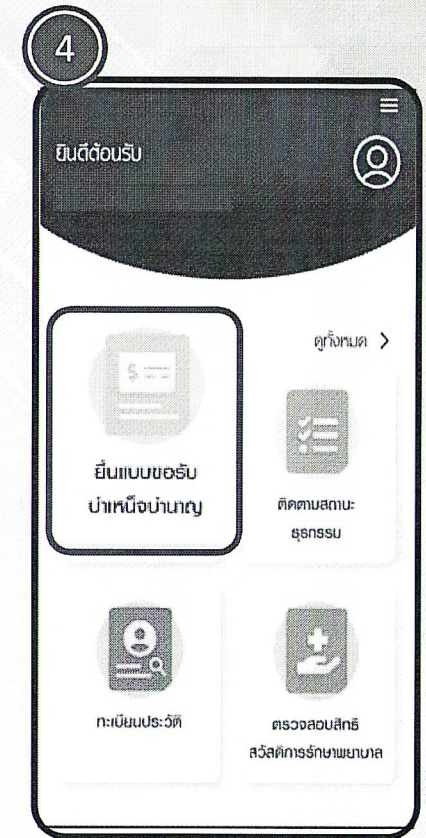 4
ยินดีต้อนรับ
ดูทั้งหมด >
$
ยื่นแบบขอรับ
บำเหน็จบำนาญ
ติดตามสถานะ
ธุรกรรม
ทะเบียนประวัติ
ตรวจสอบสิทธิ
สวัสดิการรักษาพยาบาล